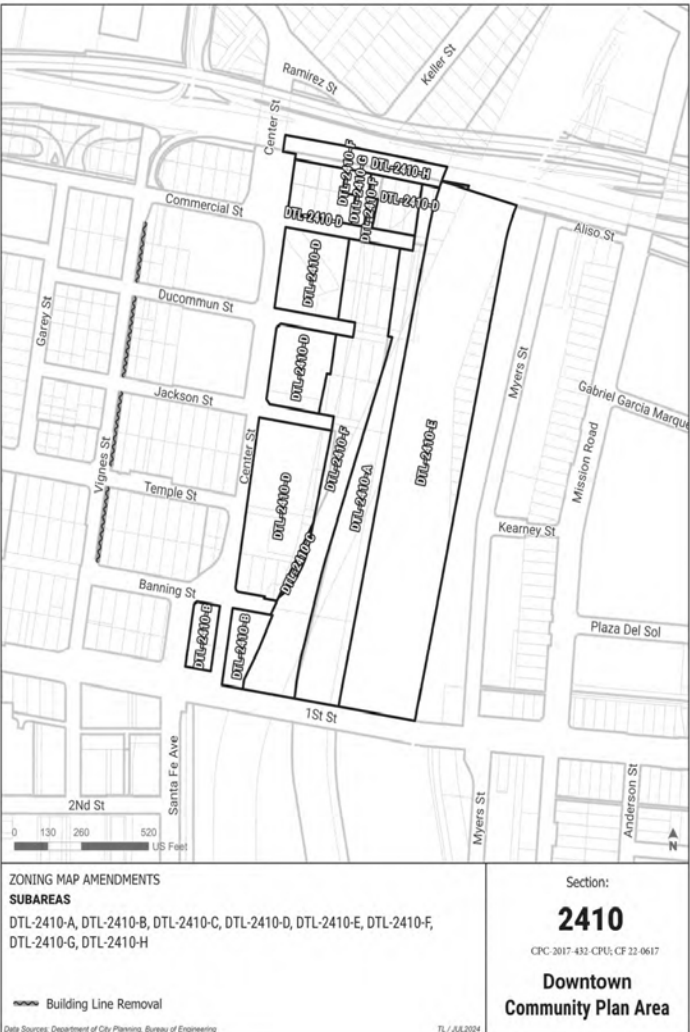 Ramirez St
Keller St
Center St
DTL-2410-F
DTL-2410-G
DTL-2410-H
DTL-2410-F
DTL-2410-D
DTL-2410-D
Commercial St
Aliso St
DTL-2410-D
Ducommun St
Garey St
DTL-2410-D
Myers St
Jackson St
Gabriel Garcia Marque
Center St
DTL-2410-F
DTL-2410-E
Vignes St
Mission Road
DTL-2410-A
Temple St
DTL-2410-D
Kearney St
DTL-2410-C
Banning St
DTL-2410-B
DTL-2410-B
Plaza Del Sol
1St St
Santa Fe Ave
2Nd St
Myers St
Anderson St
0 130 260 520
US Feet
N
ZONING MAP AMENDMENTS
SUBAREAS
DTL-2410-A, DTL-2410-B, DTL-2410-C, DTL-2410-D, DTL-2410-E, DTL-2410-F,
DTL-2410-G, DTL-2410-H
Building Line Removal
Data Sources: Department of City Planning, Bureau of Engineering
TL / JUL2024
Section:
2410
CPC-2017-432-CPU; CF 22-0617
Downtown
Community Plan Area